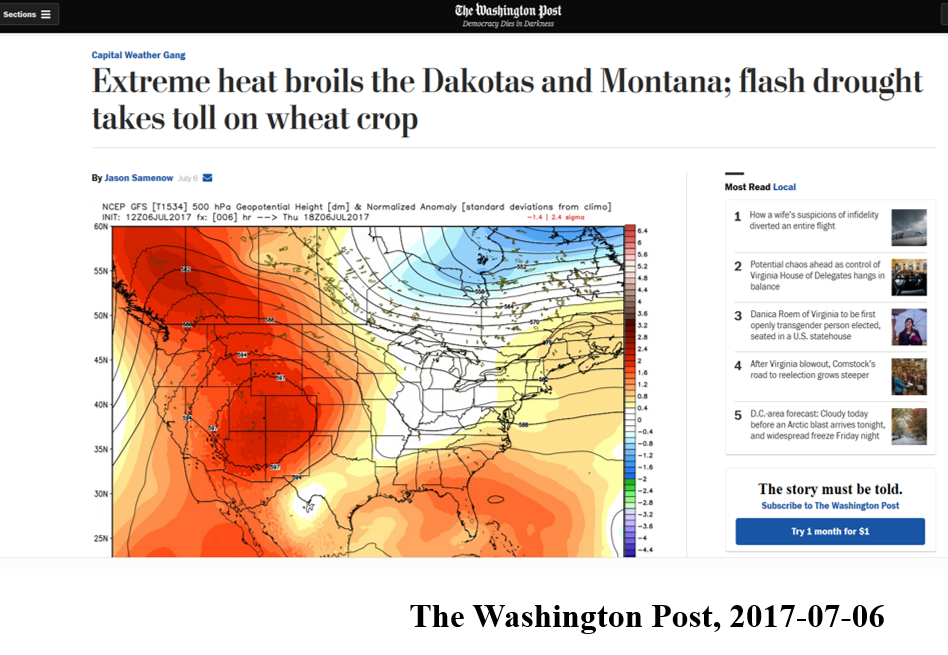 Sections
The Washington Post
Democracy Dies in Darkness
Capital Weather Gang
Extreme heat broils the Dakotas and Montana; flash drought
takes toll on wheat crop
By Jason Samenow July 6
NCEP GFS [T1534] 500 hPa Geopotential Height [dm] & Normalized Anomaly [standard deviations from climo]
INIT: 12Z06JUL2017 fx: [006] hr --> Thu 18Z06JUL2017
-1.4 | 2.4 sigma
60N
55N
50N
45N
40N
35N
30N
25N
6.4
6
5.6
5.2
4.8
4.4
4
3.6
3.2
2.8
2.4
2
1.6
1.2
0.8
0.4
0
-0.4
-0.8
-1.2
-1.6
-2
-2.4
-2.8
-3.2
-3.6
-4
-4.4
582
588
594
597
594
597
597
588
Most Read Local
1 How a wife's suspicions of infidelity
diverted an entire flight
2 Potential chaos ahead as control of
Virginia House of Delegates hangs in
balance
3 Danica Roem of Virginia to be first
openly transgender person elected,
seated in a U.S. statehouse
4 After Virginia blowout, Comstock's
road to reelection grows steeper
5 D.C.-area forecast: Cloudy today
before an Arctic blast arrives tonight,
and widespread freeze Friday night
The story must be told.
Subscribe to The Washington Post
Try 1 month for $1
The Washington Post, 2017-07-06